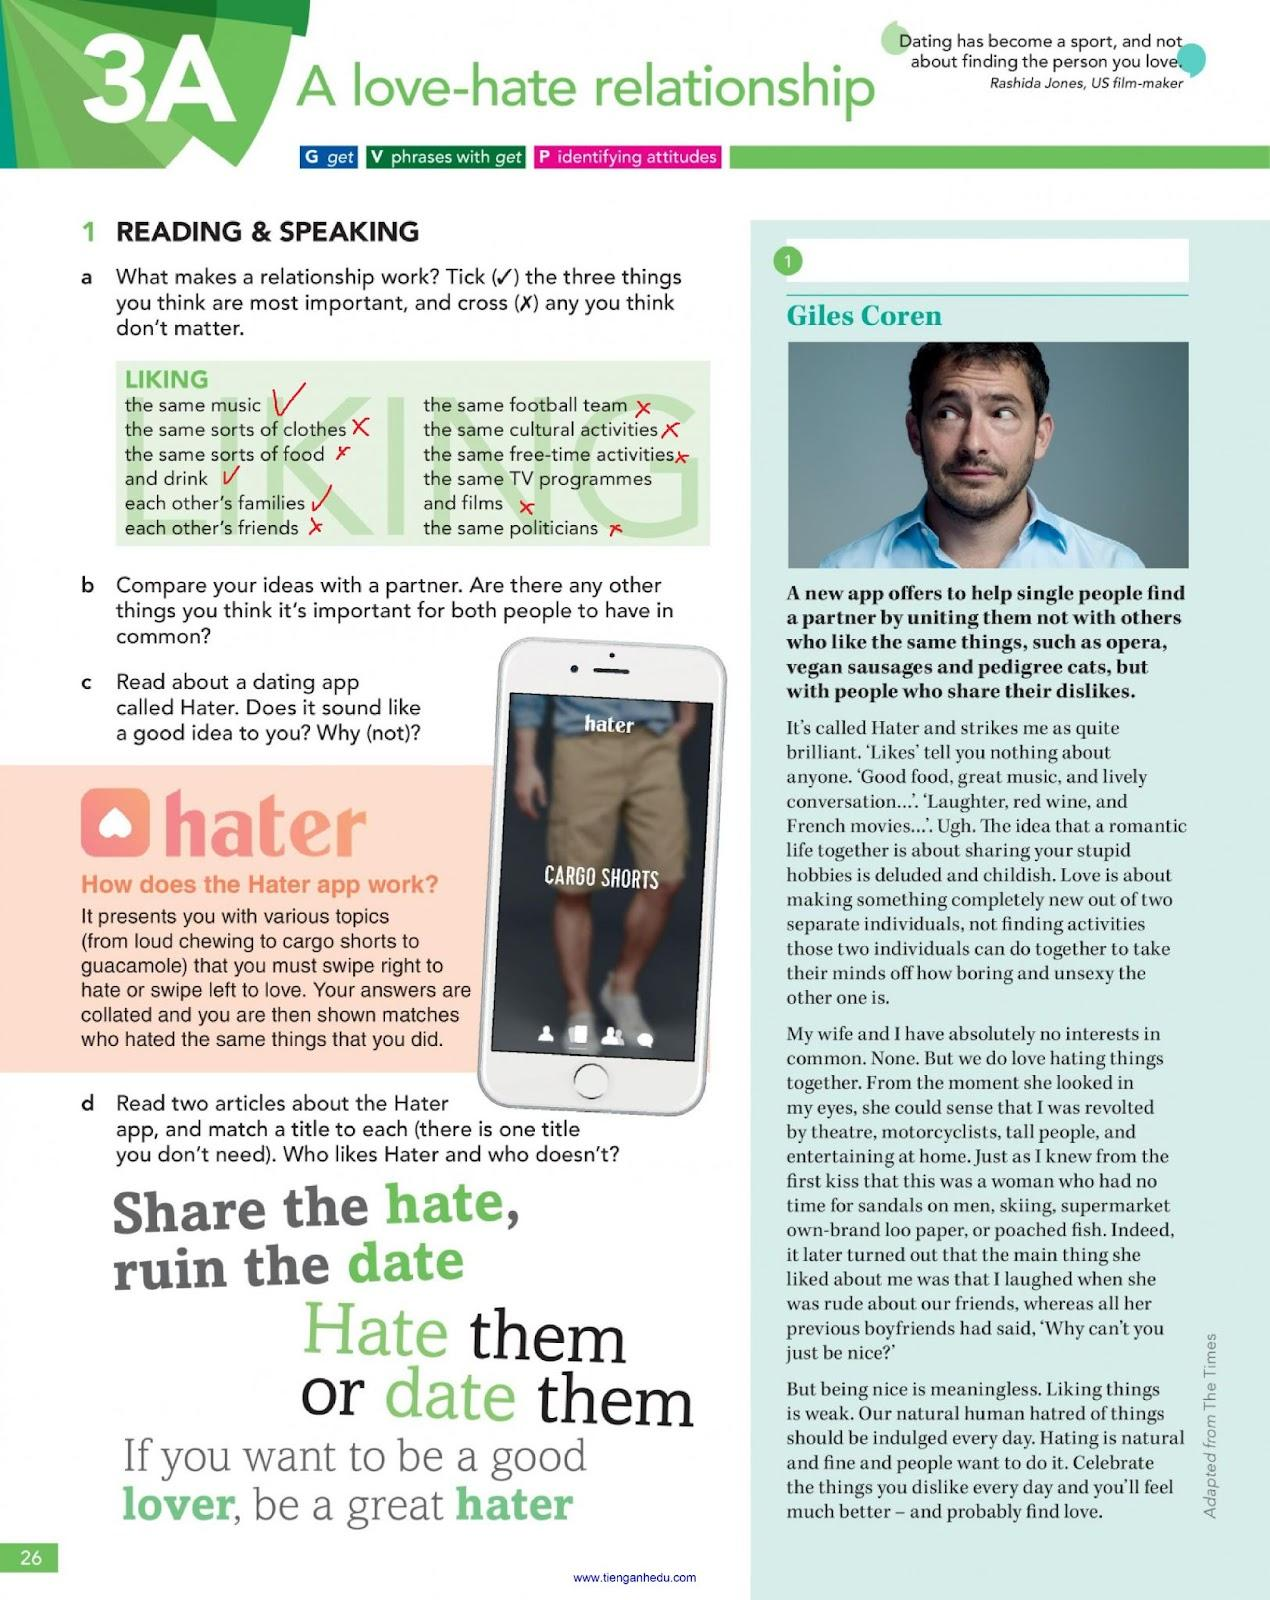 3A
A love-hate relationship
Dating has become a sport, and not
about finding the person you love.
Rashida Jones, US film-maker
G get V phrases with get P identifying attitudes
1 READING & SPEAKING
a What makes a relationship work? Tick (✓) the three things
you think are most important, and cross (✗) any you think
don't matter.
LIKING
LIKING
the same music ✓
the same sorts of clothes ✗
the same sorts of food ✗
and drink ✓
each other's families ✓
each other's friends ✗
the same football team ✗
the same cultural activities ✗
the same free-time activities ✗
the same TV programmes
and films ✗
the same politicians ✗
b Compare your ideas with a partner. Are there any other
things you think it's important for both people to have in
common?
c Read about a dating app
called Hater. Does it sound like
a good idea to you? Why (not)?
hater
How does the Hater app work?
It presents you with various topics
(from loud chewing to cargo shorts to
guacamole) that you must swipe right to
hate or swipe left to love. Your answers are
collated and you are then shown matches
who hated the same things that you did.
hater
CARGO SHORTS
d Read two articles about the Hater
app, and match a title to each (there is one title
you don't need). Who likes Hater and who doesn't?
Share the hate,
ruin the date
Hate them
or date them
If you want to be a good
lover, be a great hater
1
Giles Coren
A new app offers to help single people find
a partner by uniting them not with others
who like the same things, such as opera,
vegan sausages and pedigree cats, but
with people who share their dislikes.
It's called Hater and strikes me as quite
brilliant. 'Likes' tell you nothing about
anyone. 'Good food, great music, and lively
conversation…'. 'Laughter, red wine, and
French movies…'. Ugh. The idea that a romantic
life together is about sharing your stupid
hobbies is deluded and childish. Love is about
making something completely new out of two
separate individuals, not finding activities
those two individuals can do together to take
their minds off how boring and unsexy the
other one is.
My wife and I have absolutely no interests in
common. None. But we do love hating things
together. From the moment she looked in
my eyes, she could sense that I was revolted
by theatre, motorcyclists, tall people, and
entertaining at home. Just as I knew from the
first kiss that this was a woman who had no
time for sandals on men, skiing, supermarket
own-brand loo paper, or poached fish. Indeed,
it later turned out that the main thing she
liked about me was that I laughed when she
was rude about our friends, whereas all her
previous boyfriends had said, 'Why can't you
just be nice?'
But being nice is meaningless. Liking things
is weak. Our natural human hatred of things
should be indulged every day. Hating is natural
and fine and people want to do it. Celebrate
the things you dislike every day and you'll feel
much better – and probably find love.
Adapted from The Times
26
www.tienganhedu.com